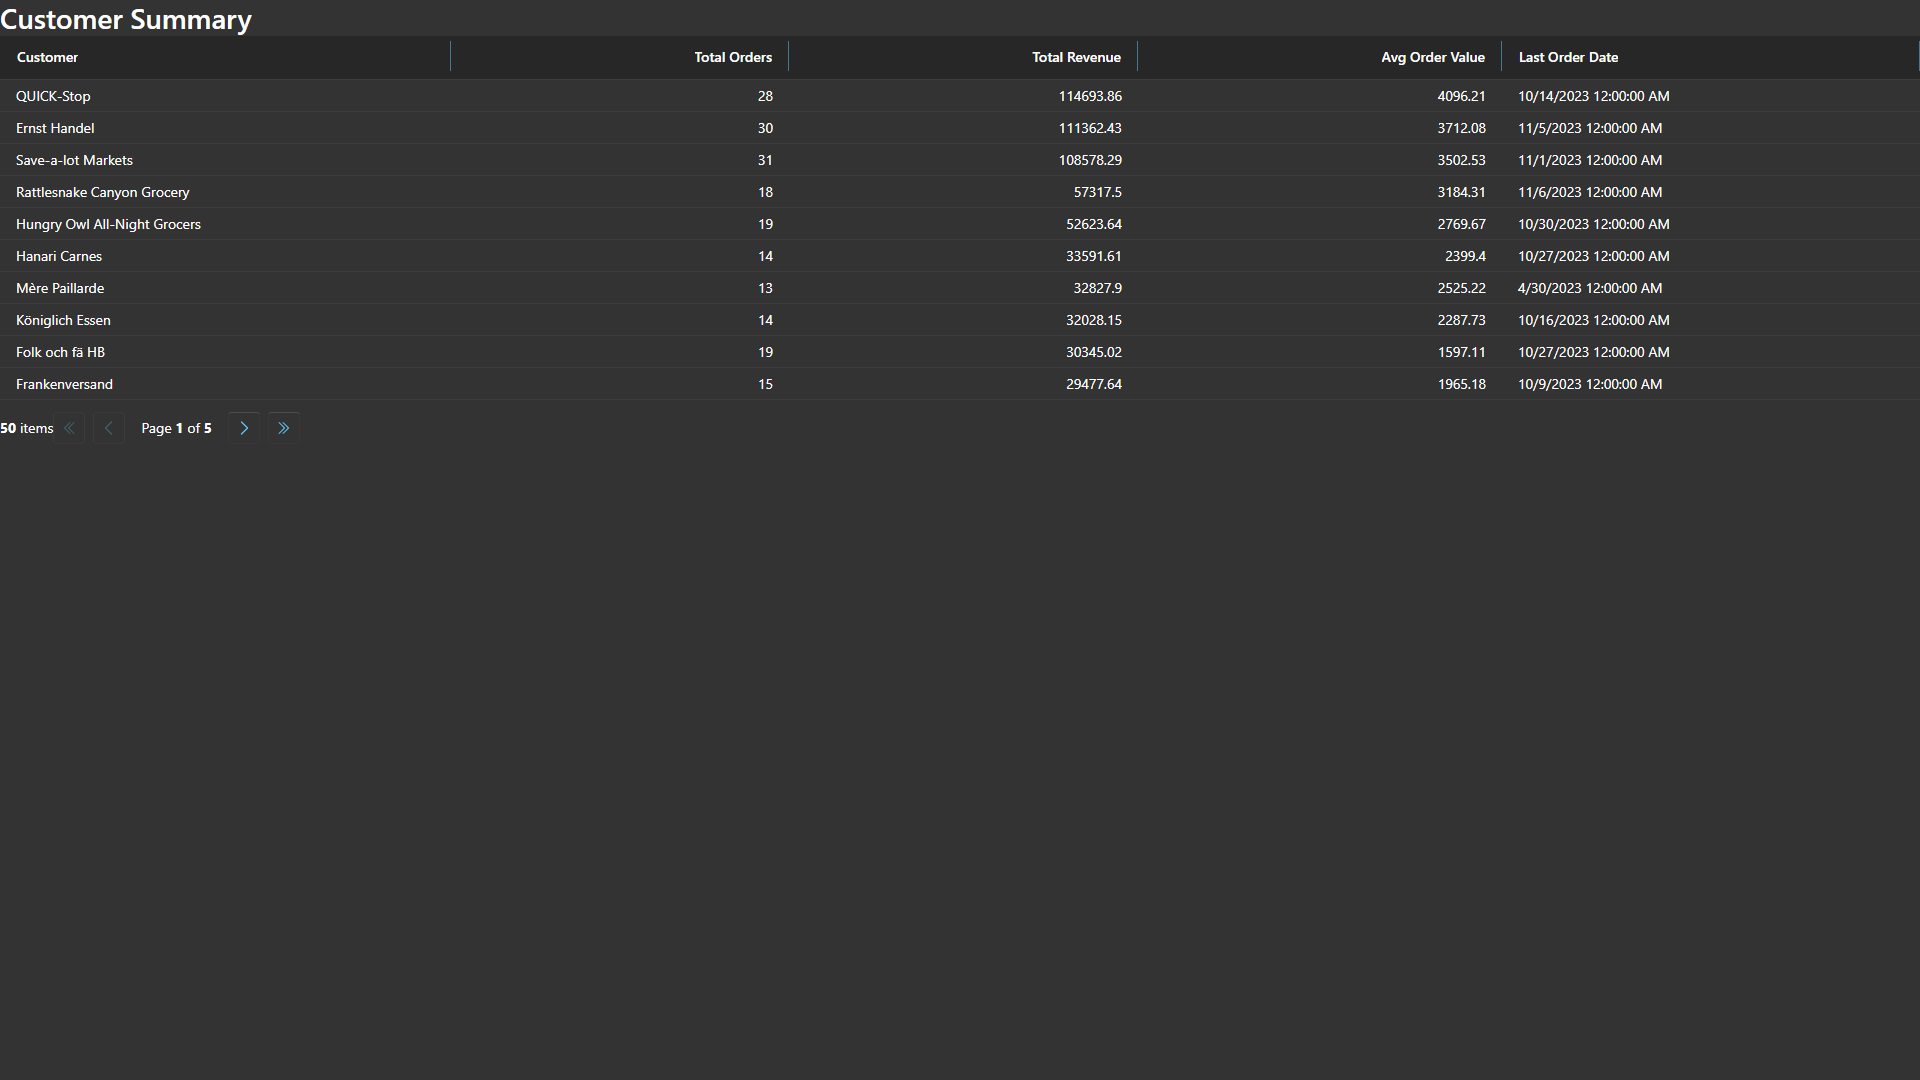 Customer Summary
Customer Total Orders Total Revenue Avg Order Value Last Order Date
QUICK-Stop 28 114693.86 4096.21 10/14/2023 12:00:00 AM
Ernst Handel 30 111362.43 3712.08 11/5/2023 12:00:00 AM
Save-a-lot Markets 31 108578.29 3502.53 11/1/2023 12:00:00 AM
Rattlesnake Canyon Grocery 18 57317.5 3184.31 11/6/2023 12:00:00 AM
Hungry Owl All-Night Grocers 19 52623.64 2769.67 10/30/2023 12:00:00 AM
Hanari Carnes 14 33591.61 2399.4 10/27/2023 12:00:00 AM
Mère Paillarde 13 32827.9 2525.22 4/30/2023 12:00:00 AM
Königlich Essen 14 32028.15 2287.73 10/16/2023 12:00:00 AM
Folk och fä HB 19 30345.02 1597.11 10/27/2023 12:00:00 AM
Frankenversand 15 29477.64 1965.18 10/9/2023 12:00:00 AM
50 items Page 1 of 5